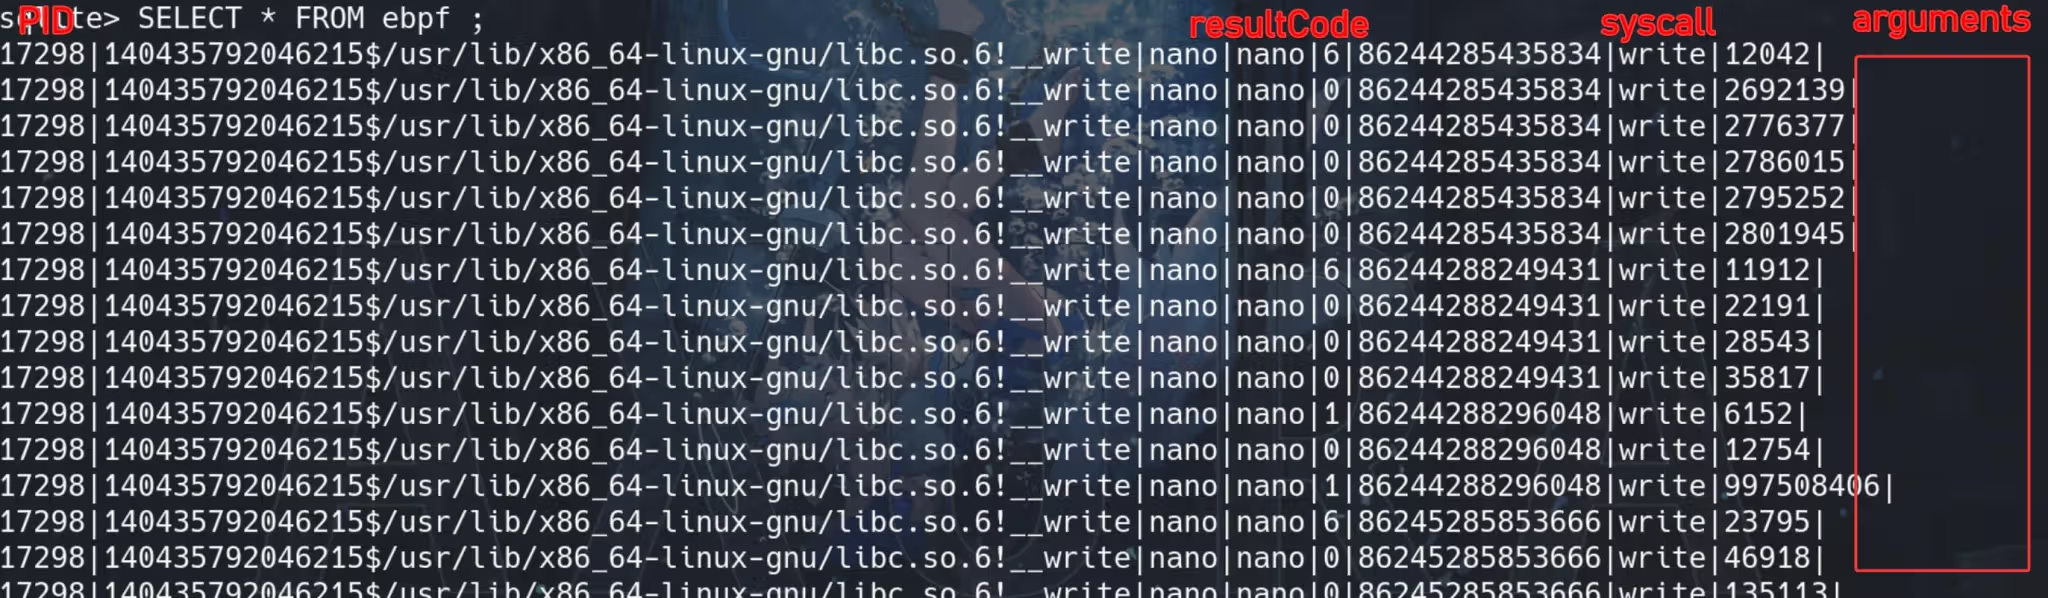 sqlite> SELECT * FROM ebpf ;
PID resultCode syscall arguments
17298|140435792046215$/usr/lib/x86_64-linux-gnu/libc.so.6!__write|nano|nano|6|86244285435834|write|12042|
17298|140435792046215$/usr/lib/x86_64-linux-gnu/libc.so.6!__write|nano|nano|0|86244285435834|write|2692139|
17298|140435792046215$/usr/lib/x86_64-linux-gnu/libc.so.6!__write|nano|nano|0|86244285435834|write|2776377|
17298|140435792046215$/usr/lib/x86_64-linux-gnu/libc.so.6!__write|nano|nano|0|86244285435834|write|2786015|
17298|140435792046215$/usr/lib/x86_64-linux-gnu/libc.so.6!__write|nano|nano|0|86244285435834|write|2795252|
17298|140435792046215$/usr/lib/x86_64-linux-gnu/libc.so.6!__write|nano|nano|0|86244285435834|write|2801945|
17298|140435792046215$/usr/lib/x86_64-linux-gnu/libc.so.6!__write|nano|nano|6|86244288249431|write|11912|
17298|140435792046215$/usr/lib/x86_64-linux-gnu/libc.so.6!__write|nano|nano|0|86244288249431|write|22191|
17298|140435792046215$/usr/lib/x86_64-linux-gnu/libc.so.6!__write|nano|nano|0|86244288249431|write|28543|
17298|140435792046215$/usr/lib/x86_64-linux-gnu/libc.so.6!__write|nano|nano|0|86244288249431|write|35817|
17298|140435792046215$/usr/lib/x86_64-linux-gnu/libc.so.6!__write|nano|nano|1|86244288296048|write|6152|
17298|140435792046215$/usr/lib/x86_64-linux-gnu/libc.so.6!__write|nano|nano|0|86244288296048|write|12754|
17298|140435792046215$/usr/lib/x86_64-linux-gnu/libc.so.6!__write|nano|nano|1|86244288296048|write|997508406|
17298|140435792046215$/usr/lib/x86_64-linux-gnu/libc.so.6!__write|nano|nano|6|86245285853666|write|23795|
17298|140435792046215$/usr/lib/x86_64-linux-gnu/libc.so.6!__write|nano|nano|0|86245285853666|write|46918|
17298|140435792046215$/usr/lib/x86_64-linux-gnu/libc.so.6!__write|nano|nano|0|86245285853666|write|135113|